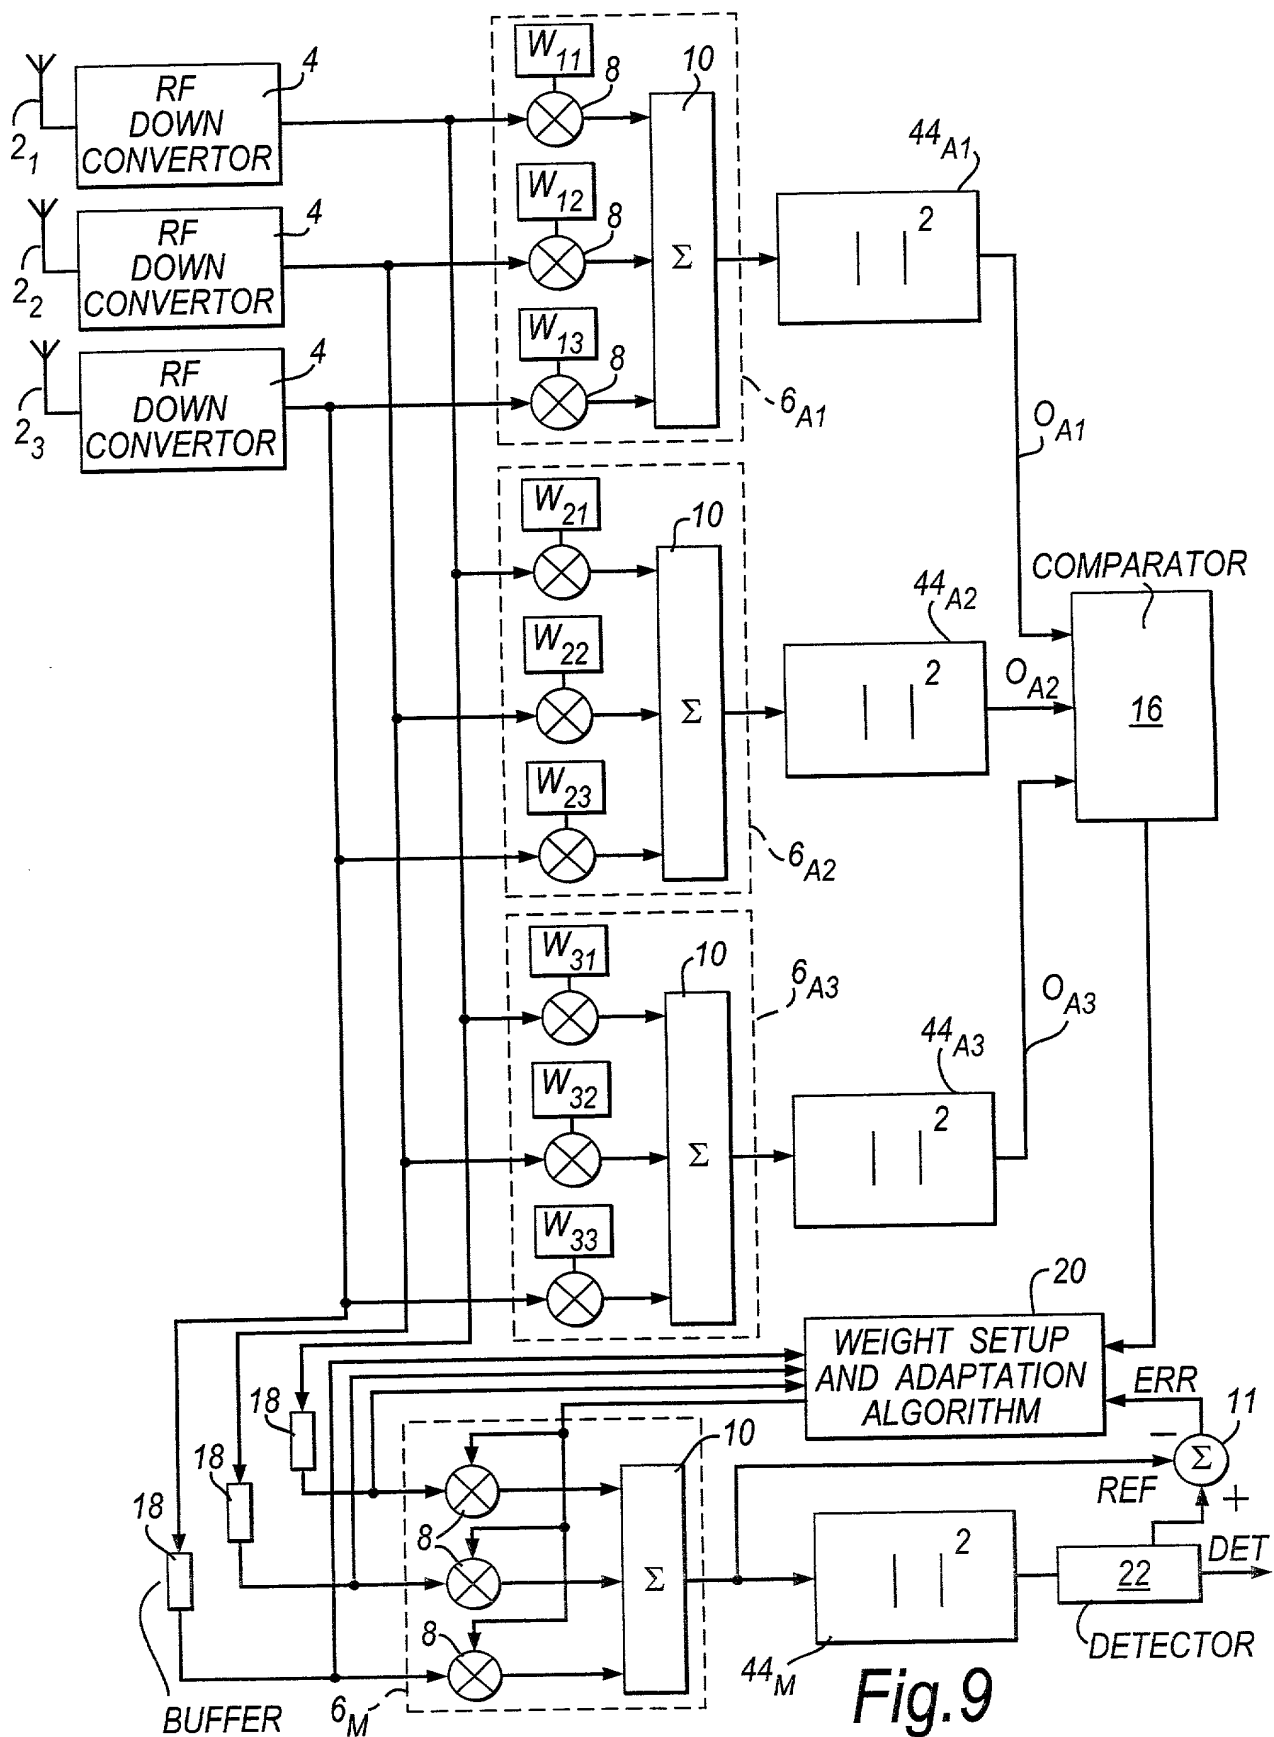 2₁
RF
DOWN
CONVERTOR
4
W₁₁
8
10
44A1
2₂
RF
DOWN
CONVERTOR
4
W₁₂
8
Σ
| |²
2₃
RF
DOWN
CONVERTOR
4
W₁₃
8
6A1
OA1
W₂₁
10
COMPARATOR
44A2
W₂₂
| |²
OA2
16
Σ
W₂₃
6A2
W₃₁
10
6A3
OA3
44A3
W₃₂
| |²
Σ
W₃₃
20
WEIGHT SETUP
AND ADAPTATION
ALGORITHM
ERR
11
18
10
−
Σ
18
8
REF
+
18
8
Σ
| |²
DET
22
8
DETECTOR
44M
BUFFER
6M
Fig.9